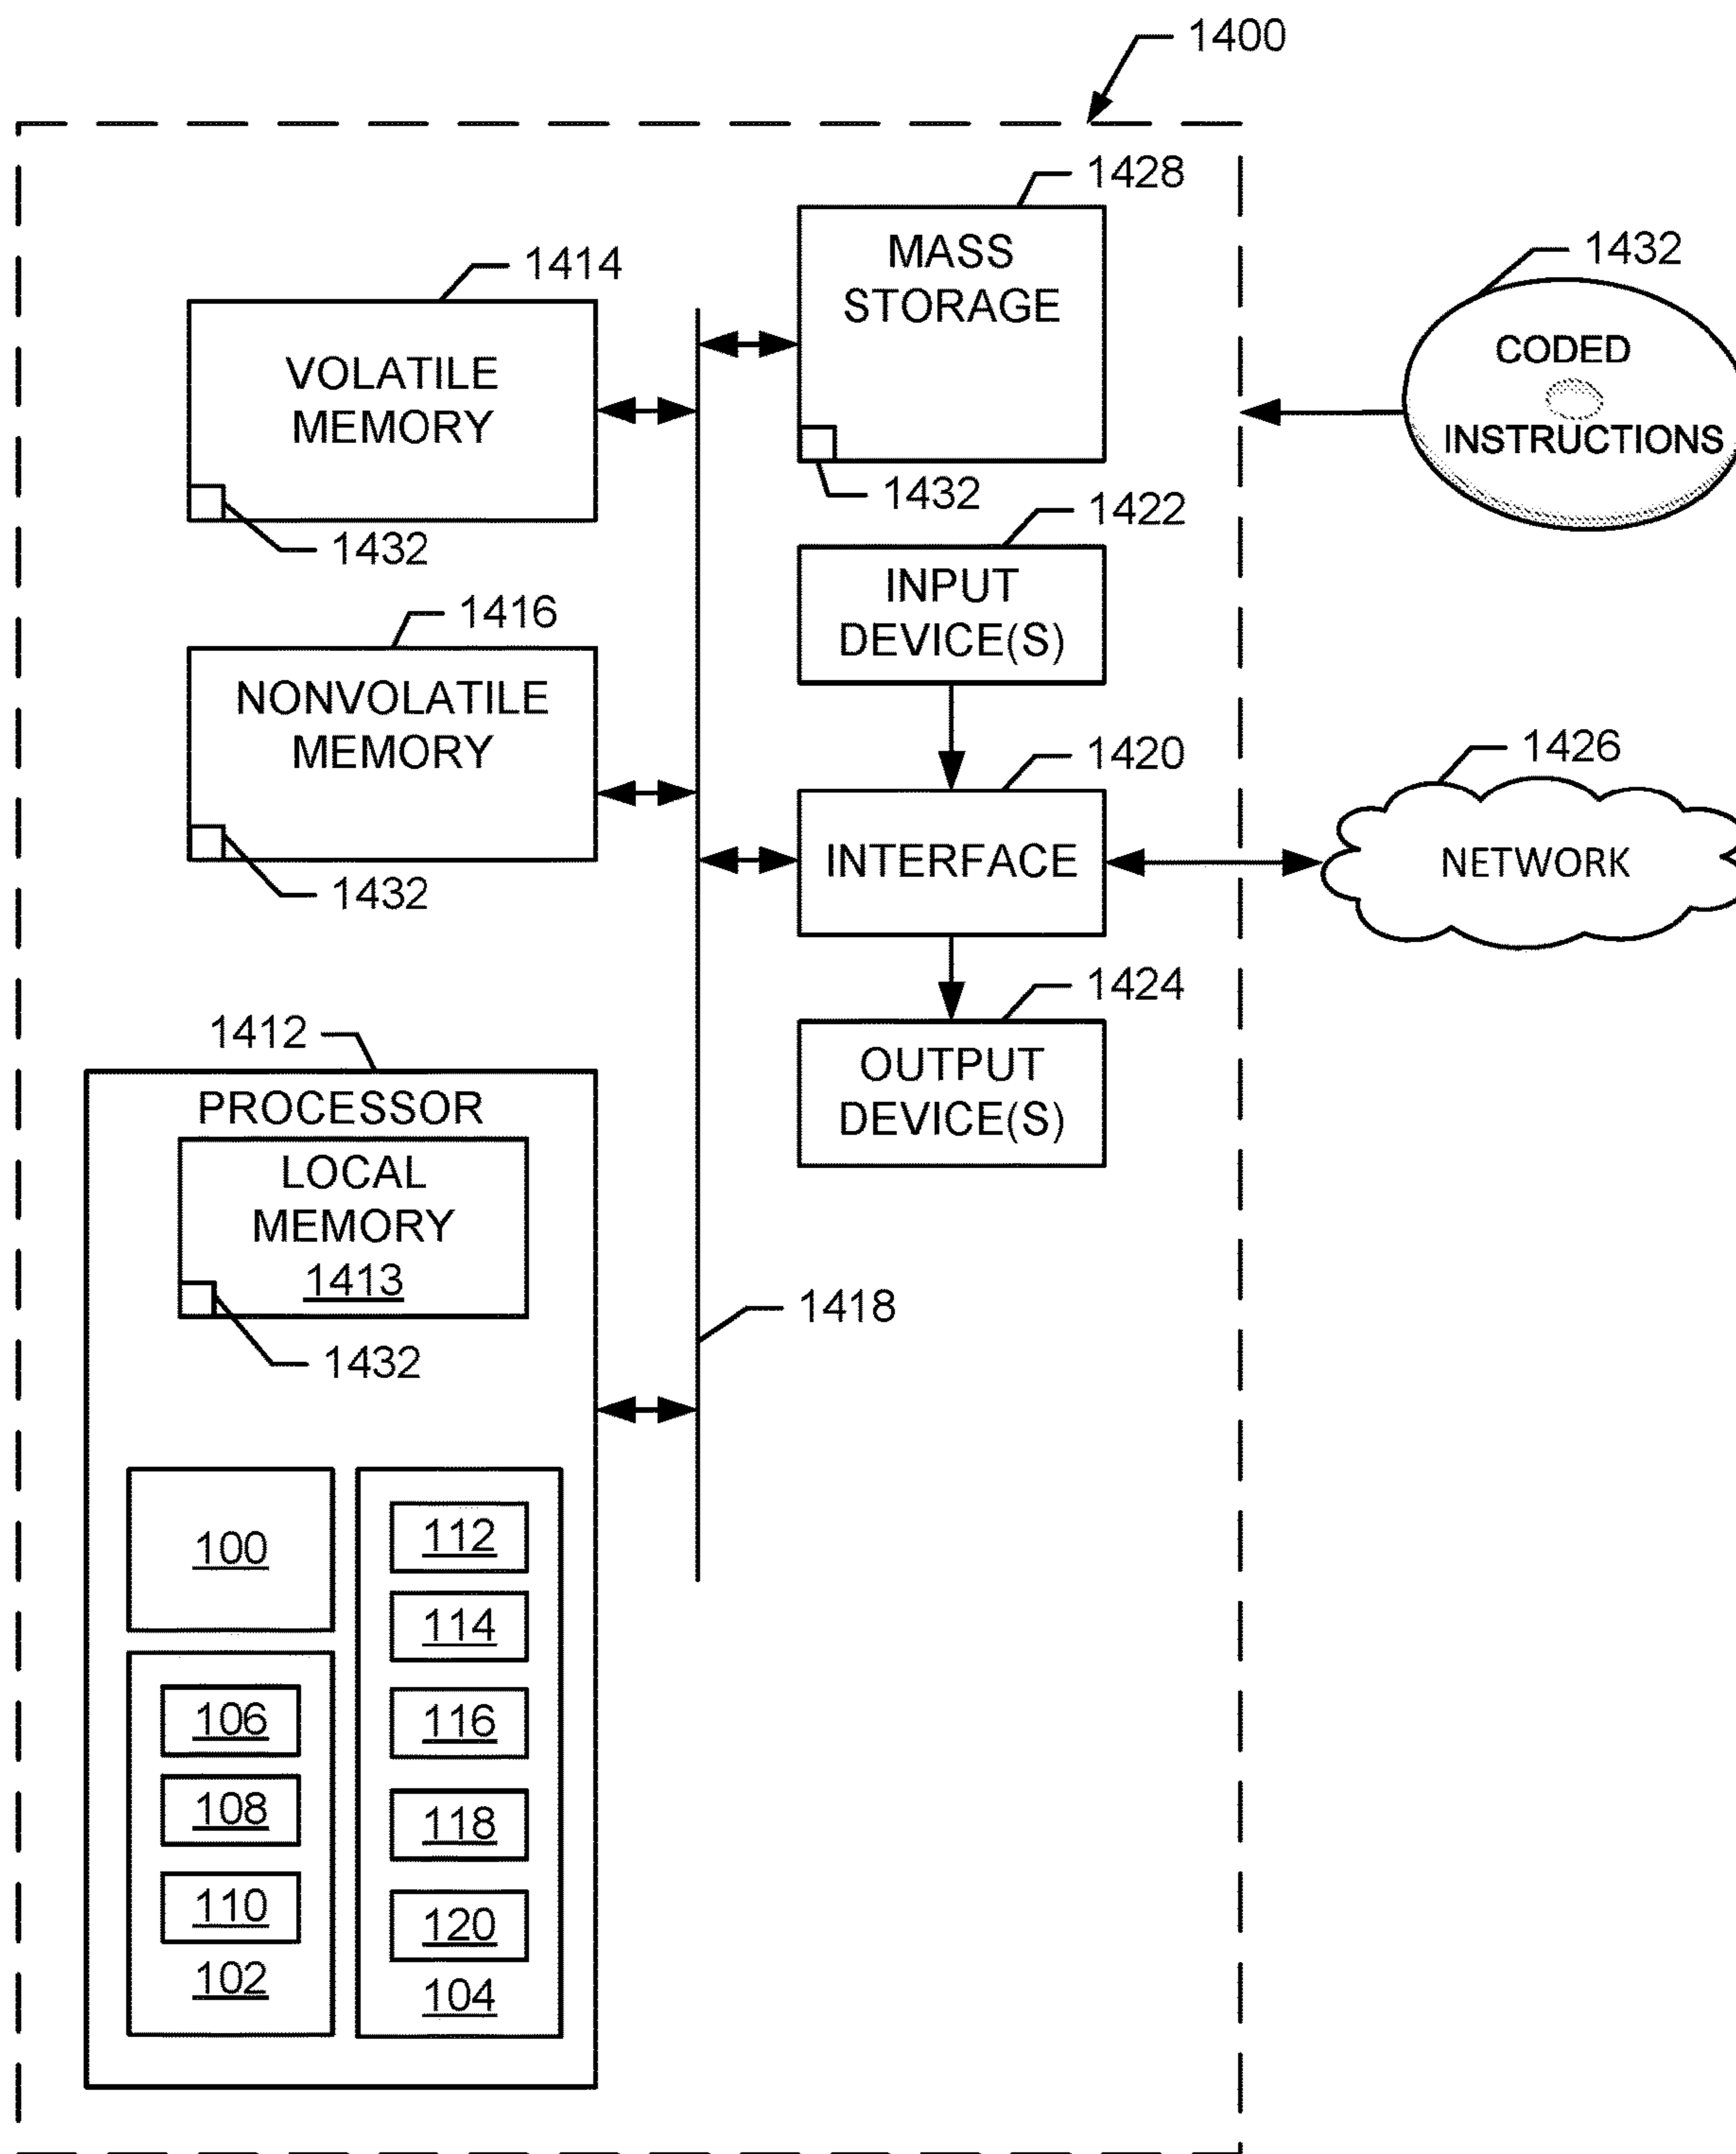 1400
1428
MASS
STORAGE
1432
1414
VOLATILE
MEMORY
1432
1432
CODED
INSTRUCTIONS
1422
INPUT
DEVICE(S)
1416
NONVOLATILE
MEMORY
1432
1420
INTERFACE
1426
NETWORK
1424
OUTPUT
DEVICE(S)
1412
PROCESSOR
LOCAL
MEMORY
1413
1432
1418
100
106
108
110
102
112
114
116
118
120
104